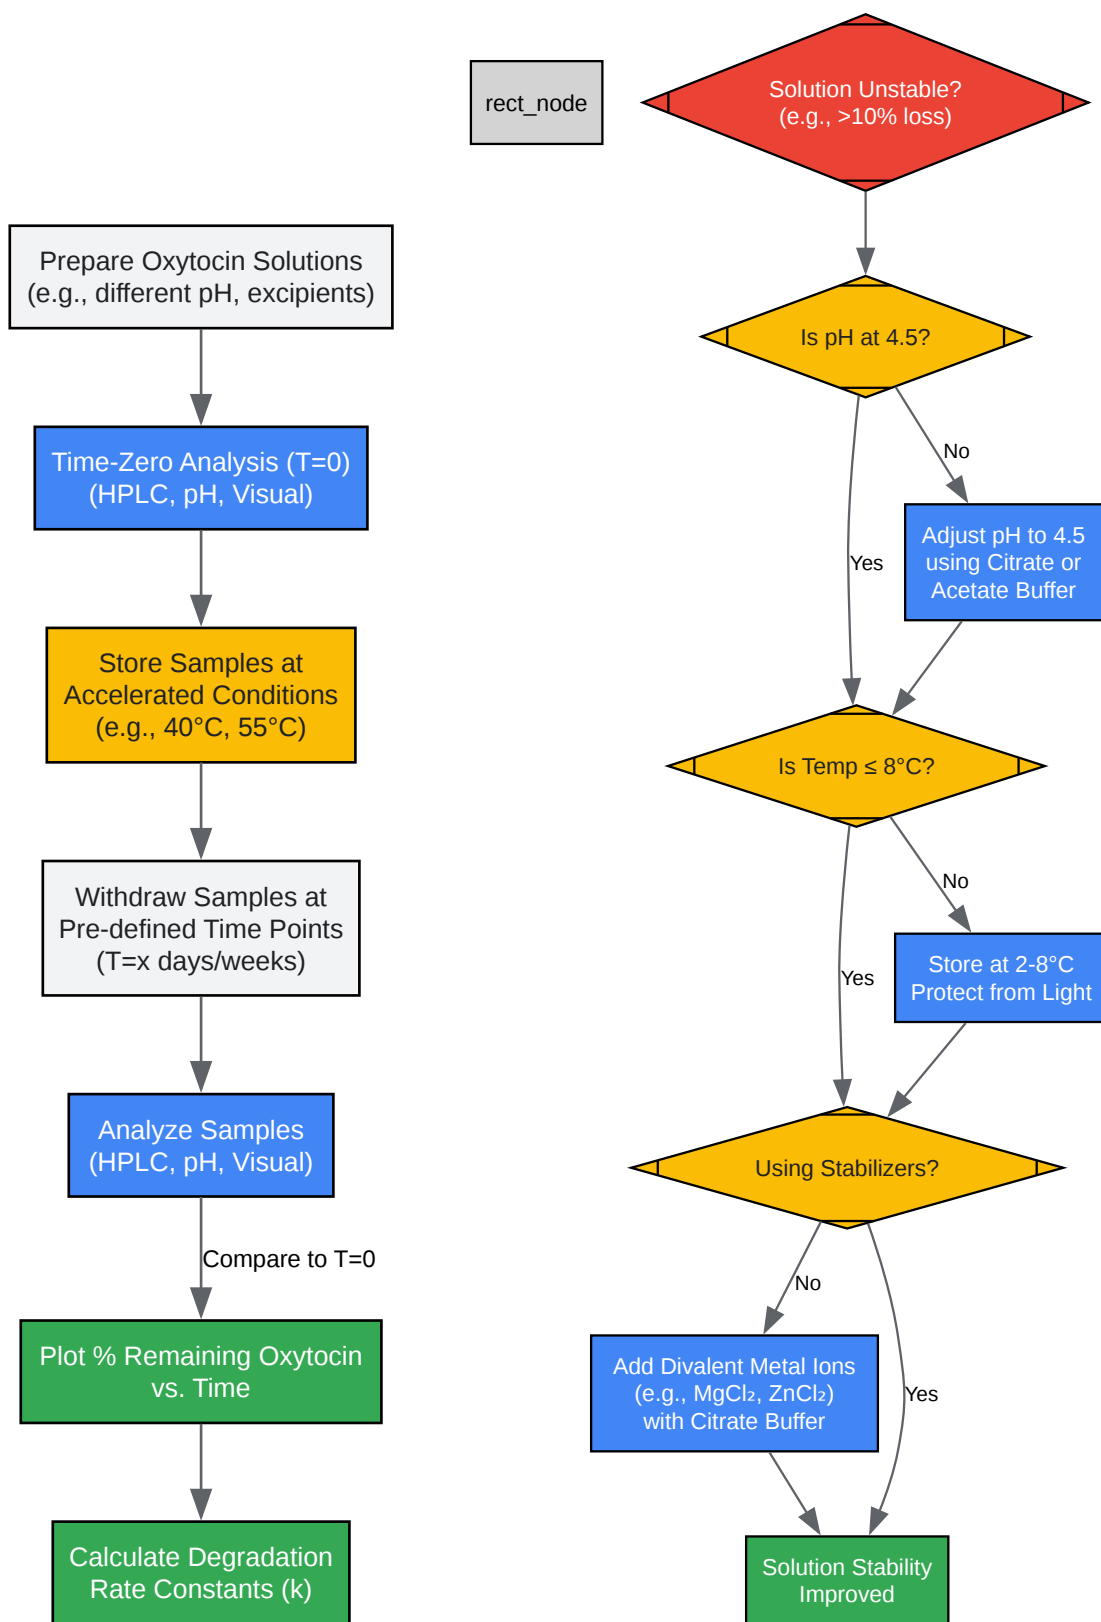 Prepare Oxytocin Solutions
(e.g., different pH, excipients)
Time-Zero Analysis (T=0)
(HPLC, pH, Visual)
Store Samples at
Accelerated Conditions
(e.g., 40°C, 55°C)
Withdraw Samples at
Pre-defined Time Points
(T=x days/weeks)
Analyze Samples
(HPLC, pH, Visual)
Compare to T=0
Plot % Remaining Oxytocin
vs. Time
Calculate Degradation
Rate Constants (k)
rect_node
Solution Unstable?
(e.g., >10% loss)
Is pH at 4.5?
No
Yes
Adjust pH to 4.5
using Citrate or
Acetate Buffer
Is Temp ≤ 8°C?
No
Yes
Store at 2-8°C
Protect from Light
Using Stabilizers?
No
Yes
Add Divalent Metal Ions
(e.g., MgCl₂, ZnCl₂)
with Citrate Buffer
Solution Stability
Improved